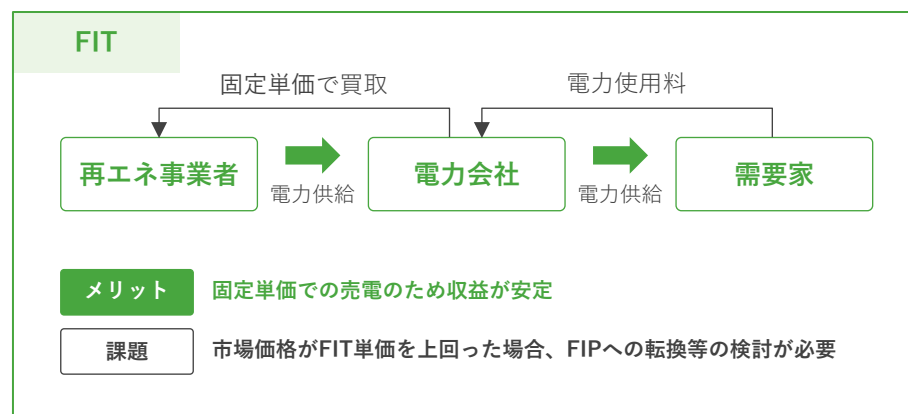 FIT
固定単価で買取
電力使用料
再エネ事業者
電力供給
電力会社
電力供給
需要家
メリット
固定単価での売電のため収益が安定
課題
市場価格がFIT単価を上回った場合、FIPへの転換等の検討が必要